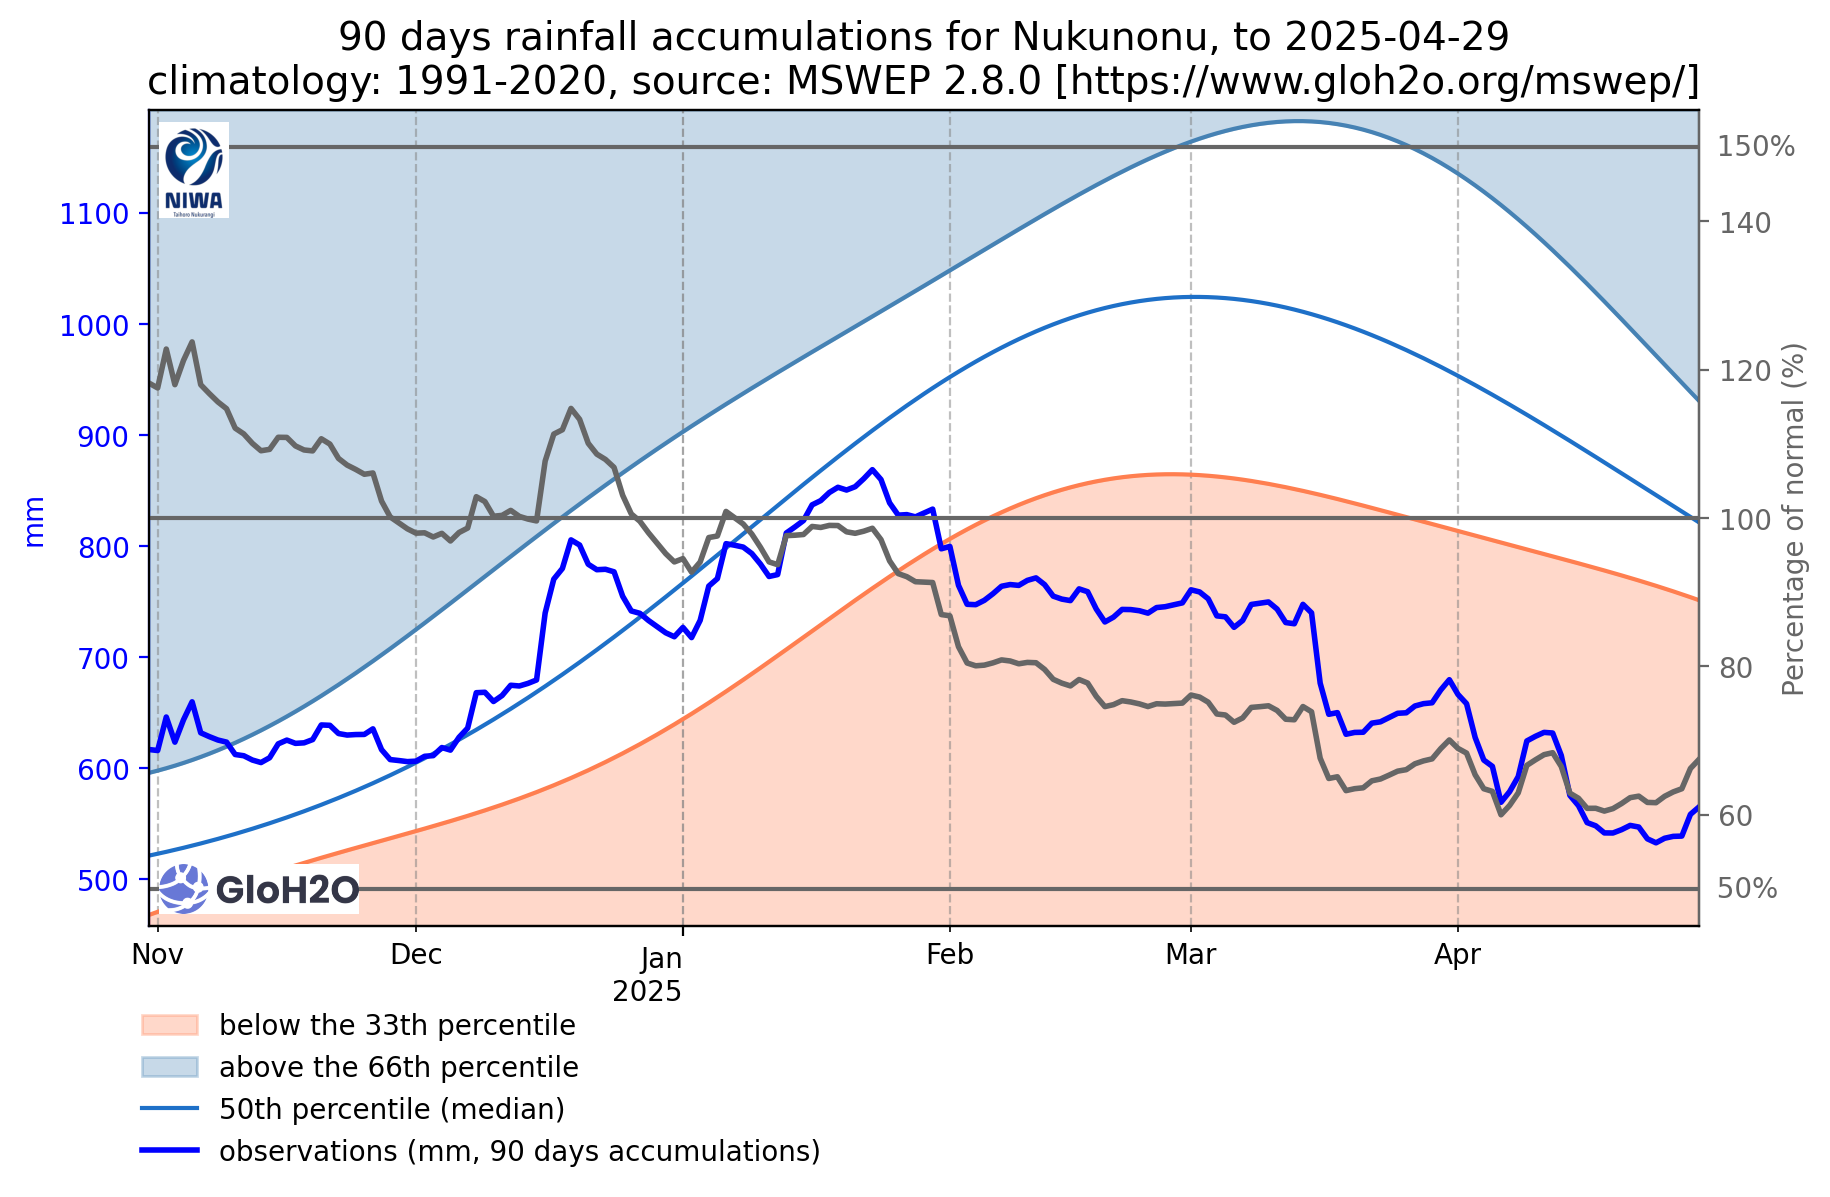 90 days rainfall accumulations for Nukunonu, to 2025-04-29
climatology: 1991-2020, source: MSWEP 2.8.0 [https://www.gloh2o.org/mswep/]
NIWA
Taihoro Nukurangi
1100
1000
900
800
700
600
500
mm
150%
140
120
100
80
60
50%
Percentage of normal (%)
GloH2O
Nov
Dec
Jan
2025
Feb
Mar
Apr
below the 33th percentile
above the 66th percentile
50th percentile (median)
observations (mm, 90 days accumulations)